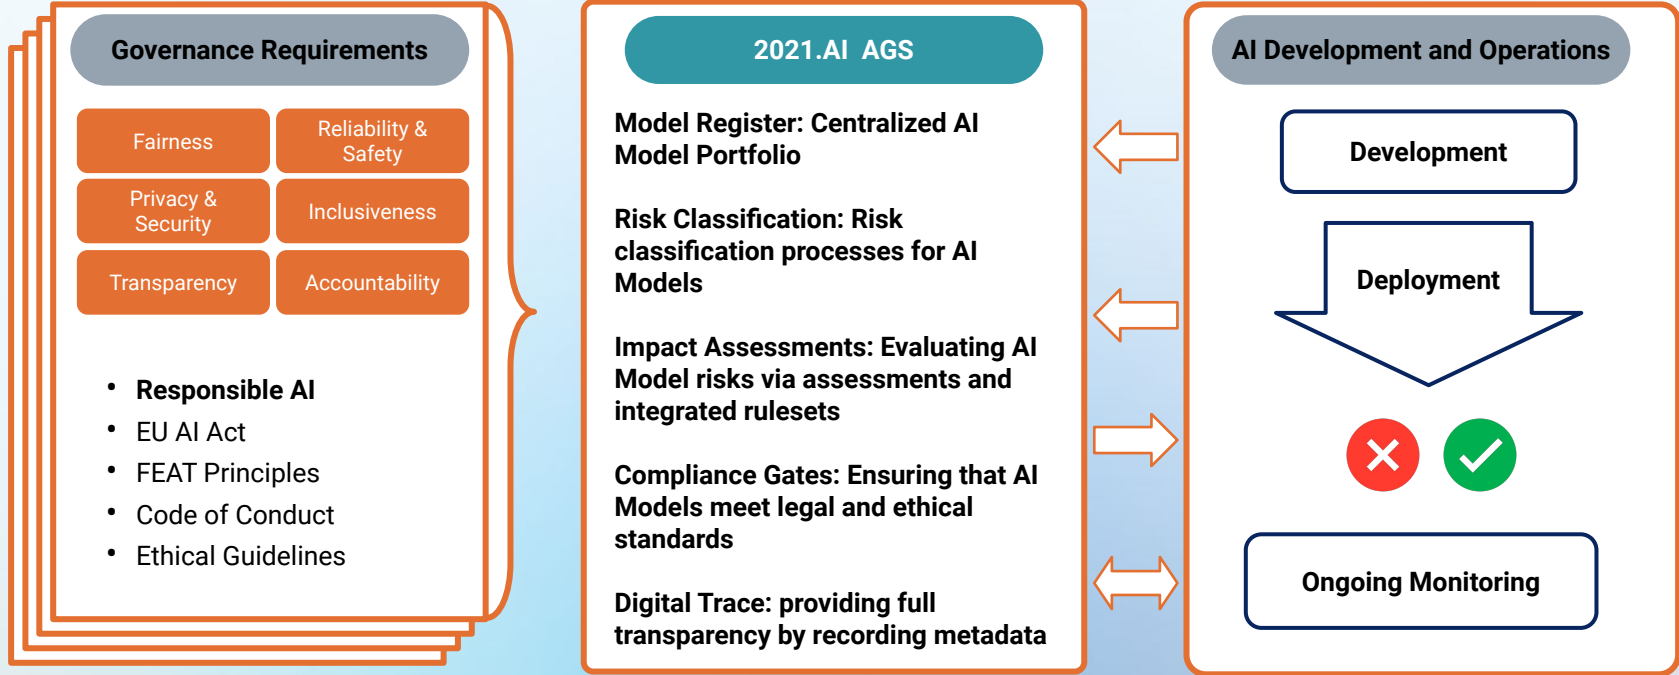 Governance Requirements
Fairness
Reliability &
Safety
Privacy &
Security
Inclusiveness
Transparency
Accountability
• Responsible AI
• EU AI Act
• FEAT Principles
• Code of Conduct
• Ethical Guidelines
2021.AI AGS
Model Register: Centralized AI
Model Portfolio
Risk Classification: Risk
classification processes for AI
Models
Impact Assessments: Evaluating AI
Model risks via assessments and
integrated rulesets
Compliance Gates: Ensuring that AI
Models meet legal and ethical
standards
Digital Trace: providing full
transparency by recording metadata
AI Development and Operations
Development
Deployment
Ongoing Monitoring